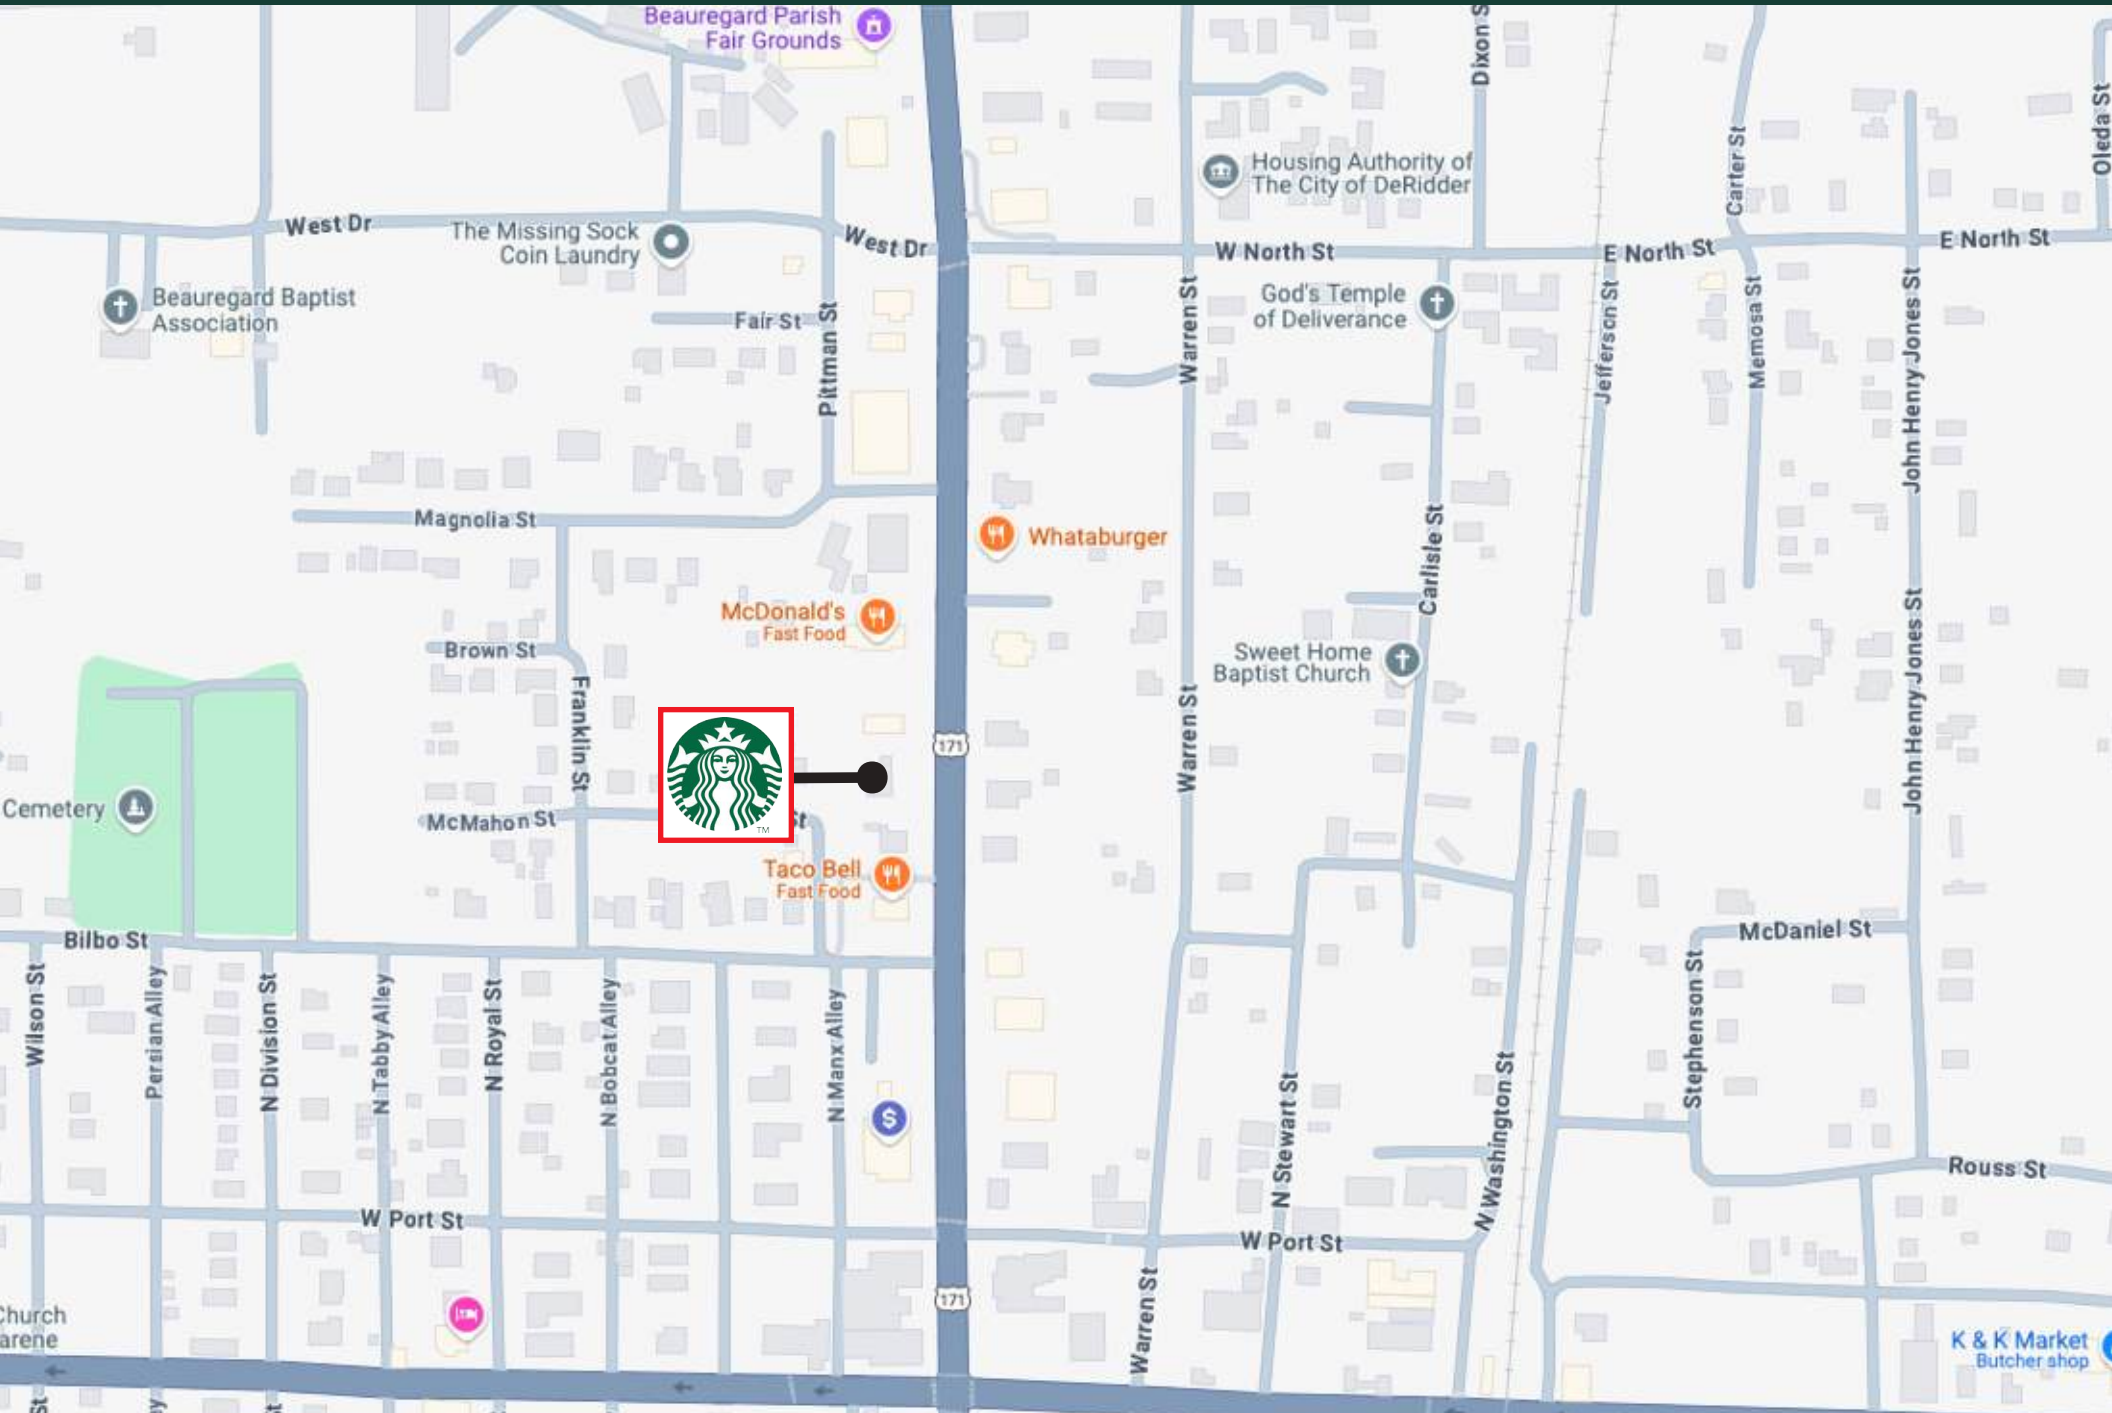 Beauregard Parish
Fair Grounds
Dixon S
Oleda St
Carter St
Housing Authority of
The City of DeRidder
West Dr
The Missing Sock
Coin Laundry
West Dr
W North St
E North St
E North St
Beauregard Baptist
Association
Fair St
Pittman St
Warren St
God's Temple
of Deliverance
Jefferson St
Memosa St
John Henry Jones St
Magnolia St
Whataburger
Carlisle St
McDonald's
Fast Food
Brown St
Sweet Home
Baptist Church
John Henry Jones St
Franklin St
Warren St
171
Cemetery
McMahon St
St
TM
Taco Bell
Fast Food
Bilbo St
McDaniel St
Wilson St
Persian Alley
N Division St
N Tabby Alley
N Royal St
N Bobcat Alley
N Manx Alley
Stephenson St
N Stewart St
N Washington St
$
Rouss St
W Port St
W Port St
171
Warren St
Church
arene
K & K Market
Butcher shop
St
ey
St